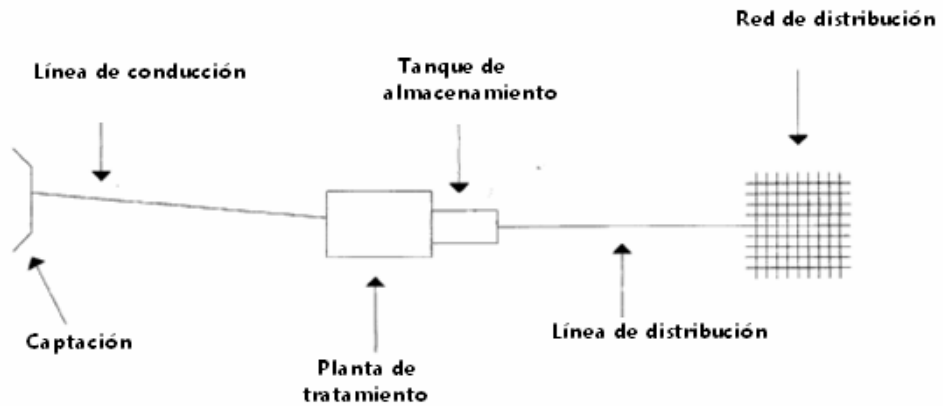 Red de distribución
Línea de conducción
Tanque de
almacenamiento
Captación
Planta de
tratamiento
Línea de distribución